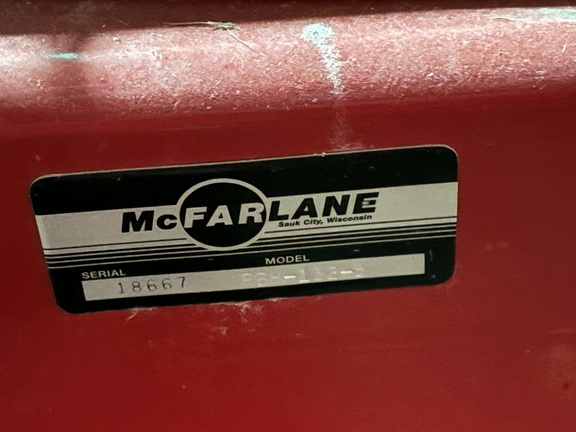 McFARLANE
Sauk City, Wisconsin
SERIAL MODEL
18667